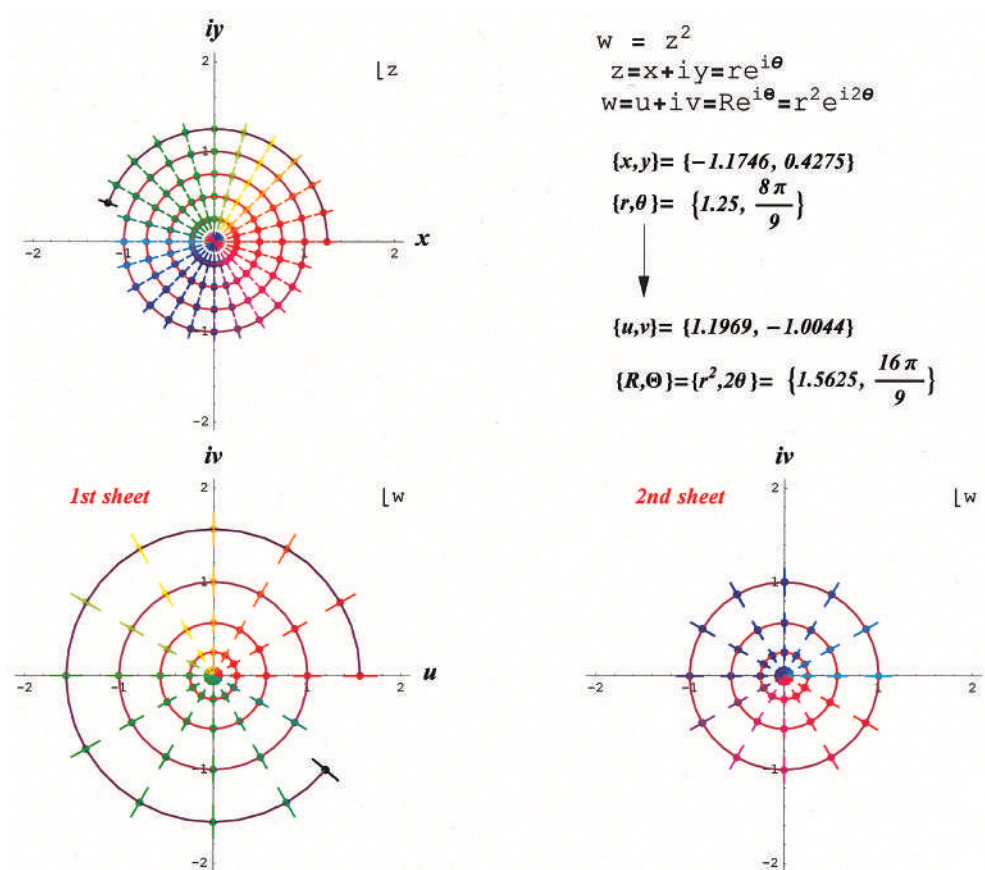 iy
2
⌊z
1
-2
-1
1
2
x
-1
-2
w = z²
z=x+iy=re^{iθ}
w=u+iv=Re^{iΘ}=r²e^{i2θ}
{x,y}= {-1.1746, 0.4275}
{r,θ}= {1.25, 8π/9}
{u,v}= {1.1969, -1.0044}
{R,Θ}={r²,2θ}= {1.5625, 16π/9}
iv
1st sheet
2
⌊w
1
-2
-1
1
2
u
-1
-2
iv
2nd sheet
2
⌊w
1
-2
-1
1
2
-1
-2